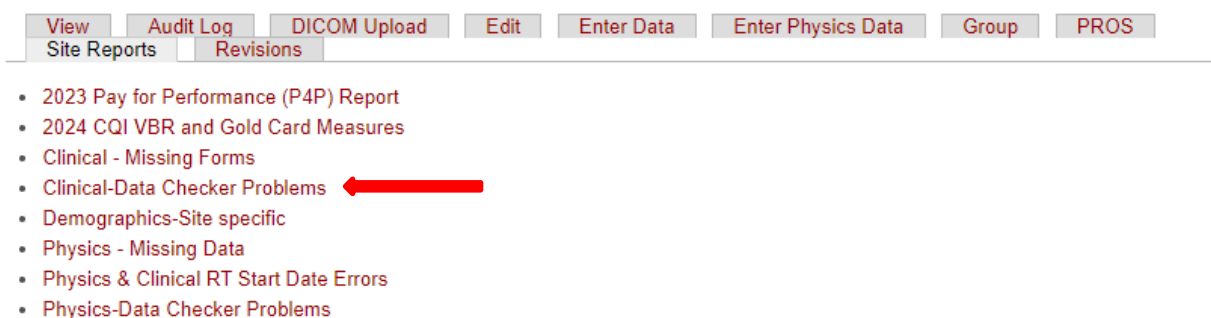 View Audit Log DICOM Upload Edit Enter Data Enter Physics Data Group PROS
Site Reports Revisions
2023 Pay for Performance (P4P) Report
2024 CQI VBR and Gold Card Measures
Clinical - Missing Forms
Clinical-Data Checker Problems
Demographics-Site specific
Physics - Missing Data
Physics & Clinical RT Start Date Errors
Physics-Data Checker Problems